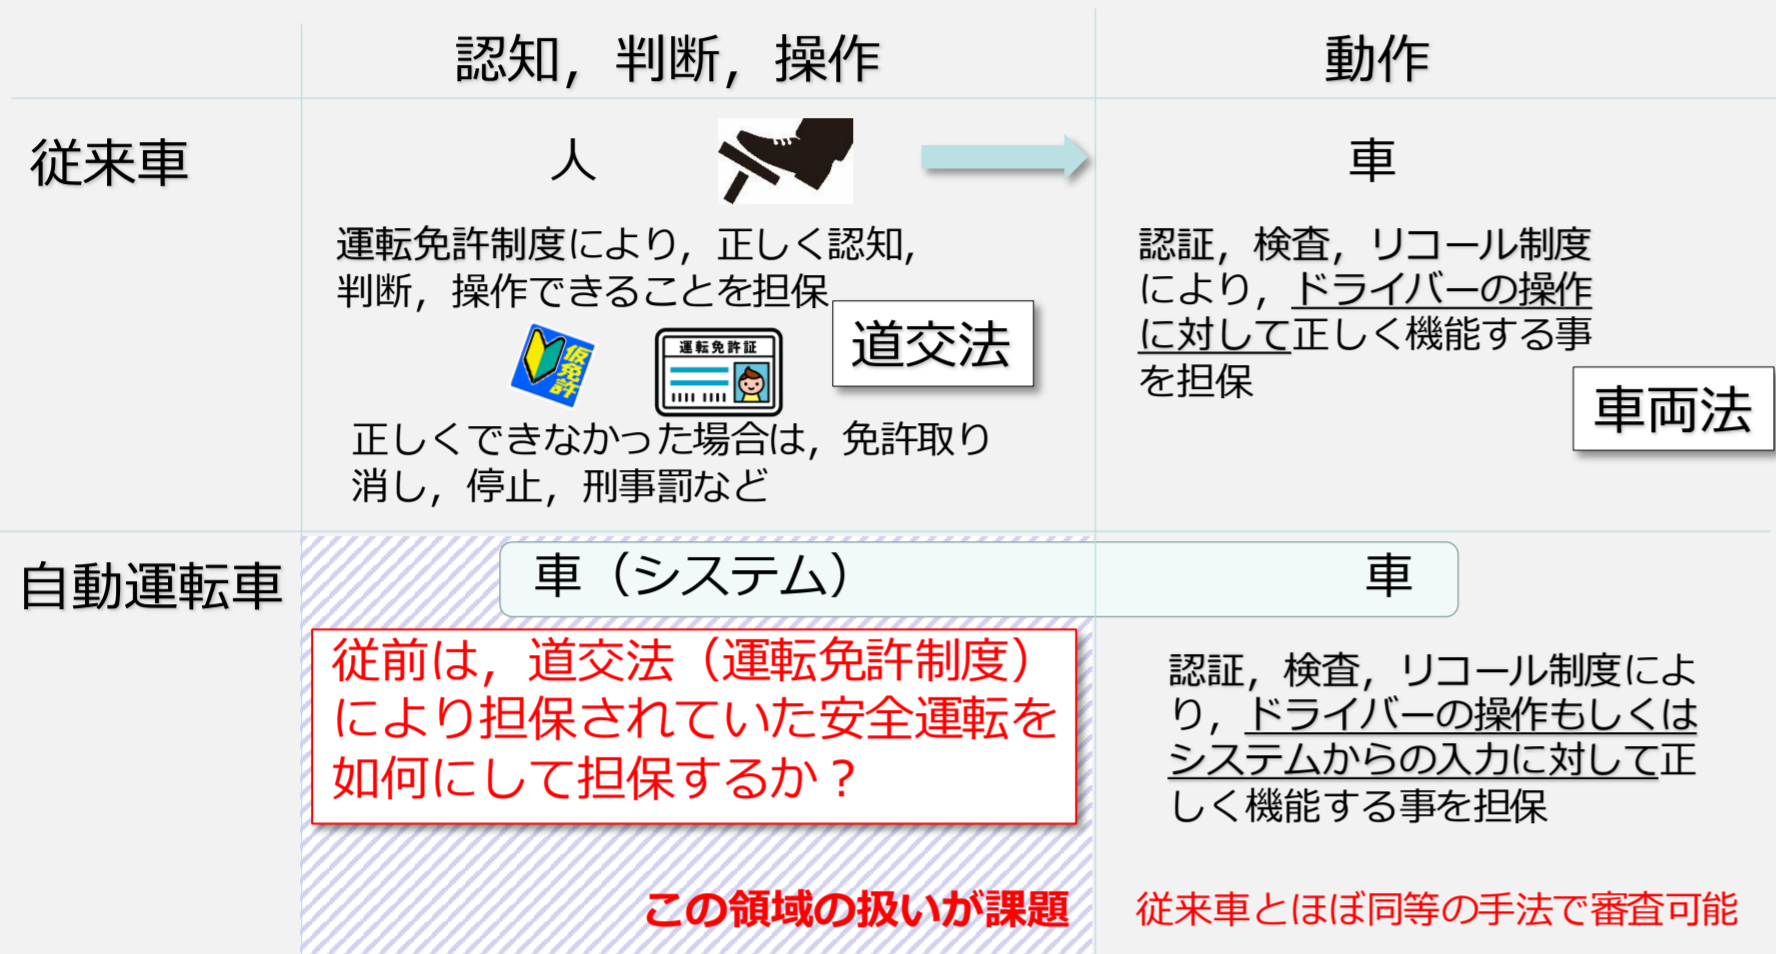 認知，判断，操作
動作
従来車
人
車
運転免許制度により，正しく認知，
判断，操作できることを担保
道交法
仮免許
運転免許証
正しくできなかった場合は，免許取り
消し，停止，刑事罰など
認証，検査，リコール制度
により，ドライバーの操作
に対して正しく機能する事
を担保
車両法
自動運転車
車（システム）
車
従前は，道交法（運転免許制度）
により担保されていた安全運転を
如何にして担保するか？
この領域の扱いが課題
認証，検査，リコール制度によ
り，ドライバーの操作もしくは
システムからの入力に対して正
しく機能する事を担保
従来車とほぼ同等の手法で審査可能